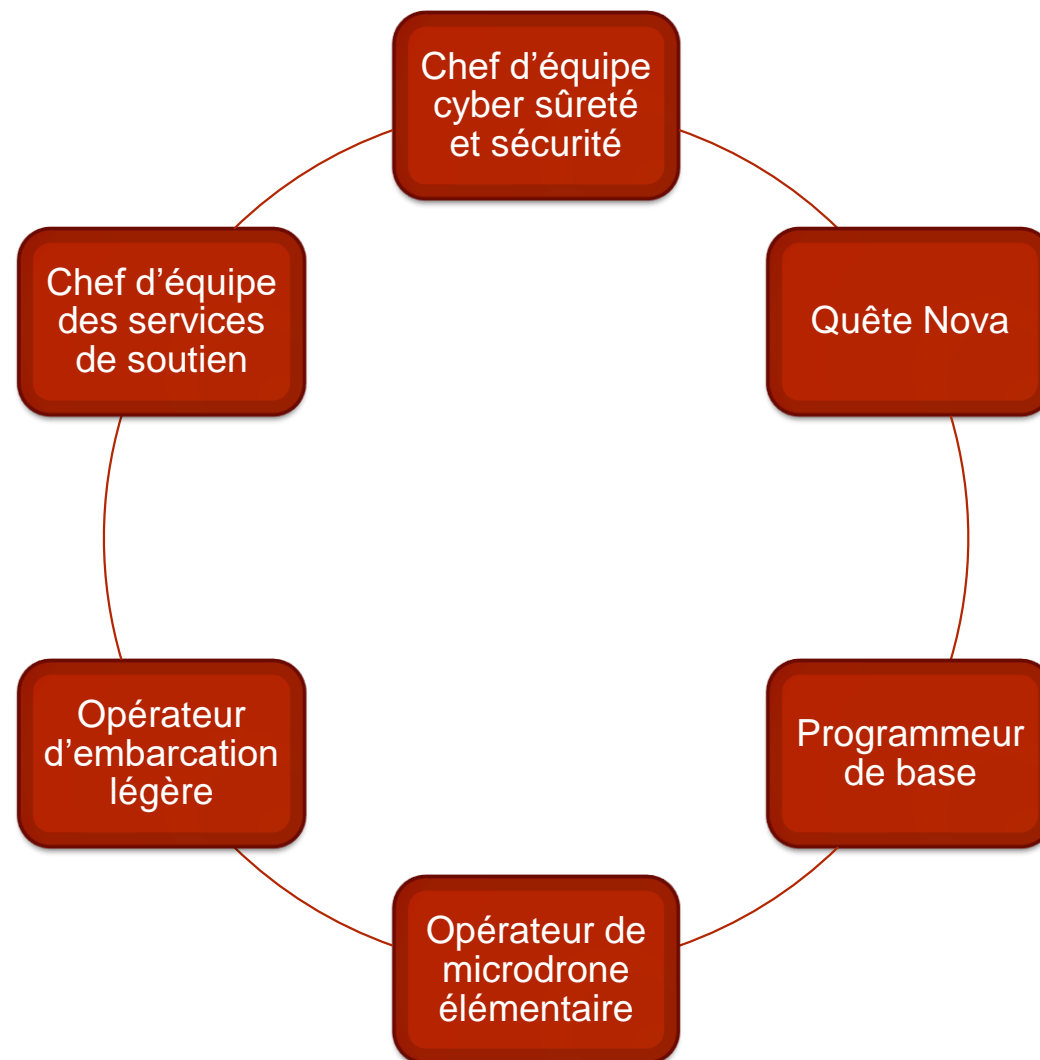 Chef d’équipe
cyber sûreté
et sécurité
Quête Nova
Programmeur
de base
Opérateur de
microdrone
élémentaire
Opérateur
d’embarcation
légère
Chef d’équipe
des services
de soutien